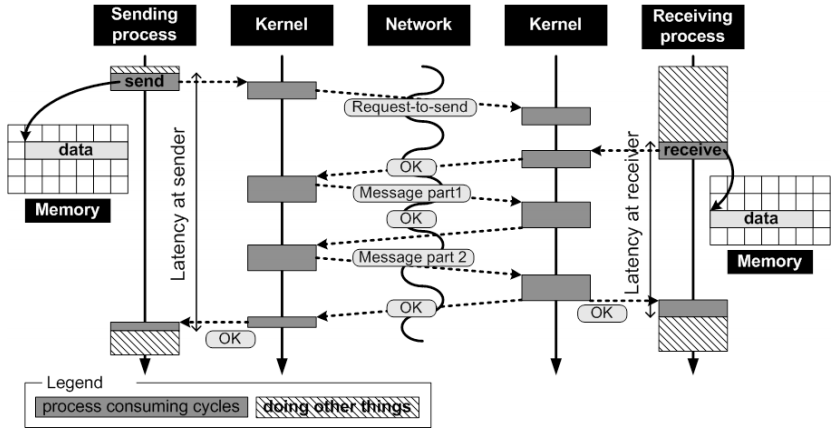 Sending process
Kernel
Network
Kernel
Receiving process
send
Request-to-send
receive
data
Memory
OK
Message part1
OK
Message part 2
OK
OK
OK
Latency at sender
Latency at receiver
data
Memory
Legend
process consuming cycles
doing other things